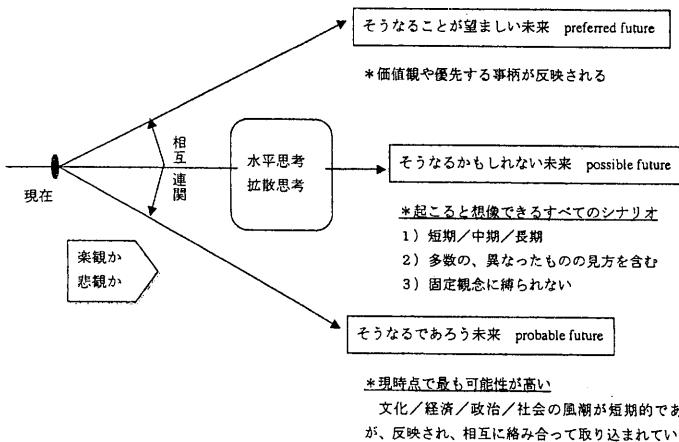 そうなることが望ましい未来 preferred future
*価値観や優先する事柄が反映される
相互連関
水平思考
拡散思考
現在
そうなるかもしれない未来 possible future
*起こると想像できるすべてのシナリオ
1）短期／中期／長期
2）多数の、異なったものの見方を含む
3）固定観念に縛られない
楽観か
悲観か
そうなるであろう未来 probable future
*現時点で最も可能性が高い
文化／経済／政治／社会の風潮が短期的であ
が、反映され、相互に絡み合って取り込まれてい